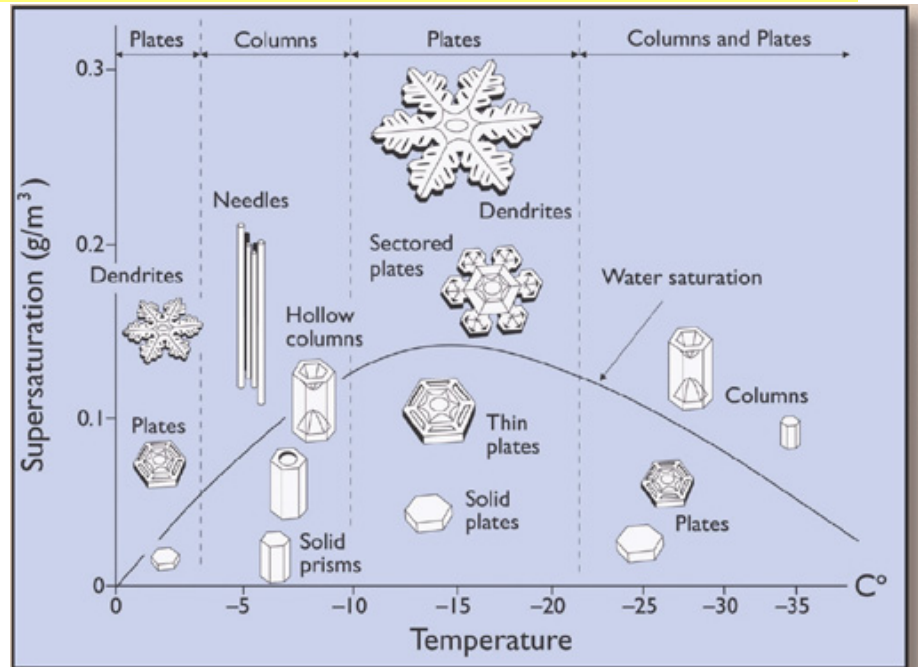 Plates
Columns
Plates
Columns and Plates
0.3
Needles
Dendrites
0.2
Sectored
plates
Water saturation
Dendrites
Hollow
columns
0.1
Columns
Plates
Thin
plates
Solid
plates
Plates
Solid
prisms
0
0
−5
−10
−15
−20
−25
−30
−35
C°
Supersaturation (g/m³)
Temperature